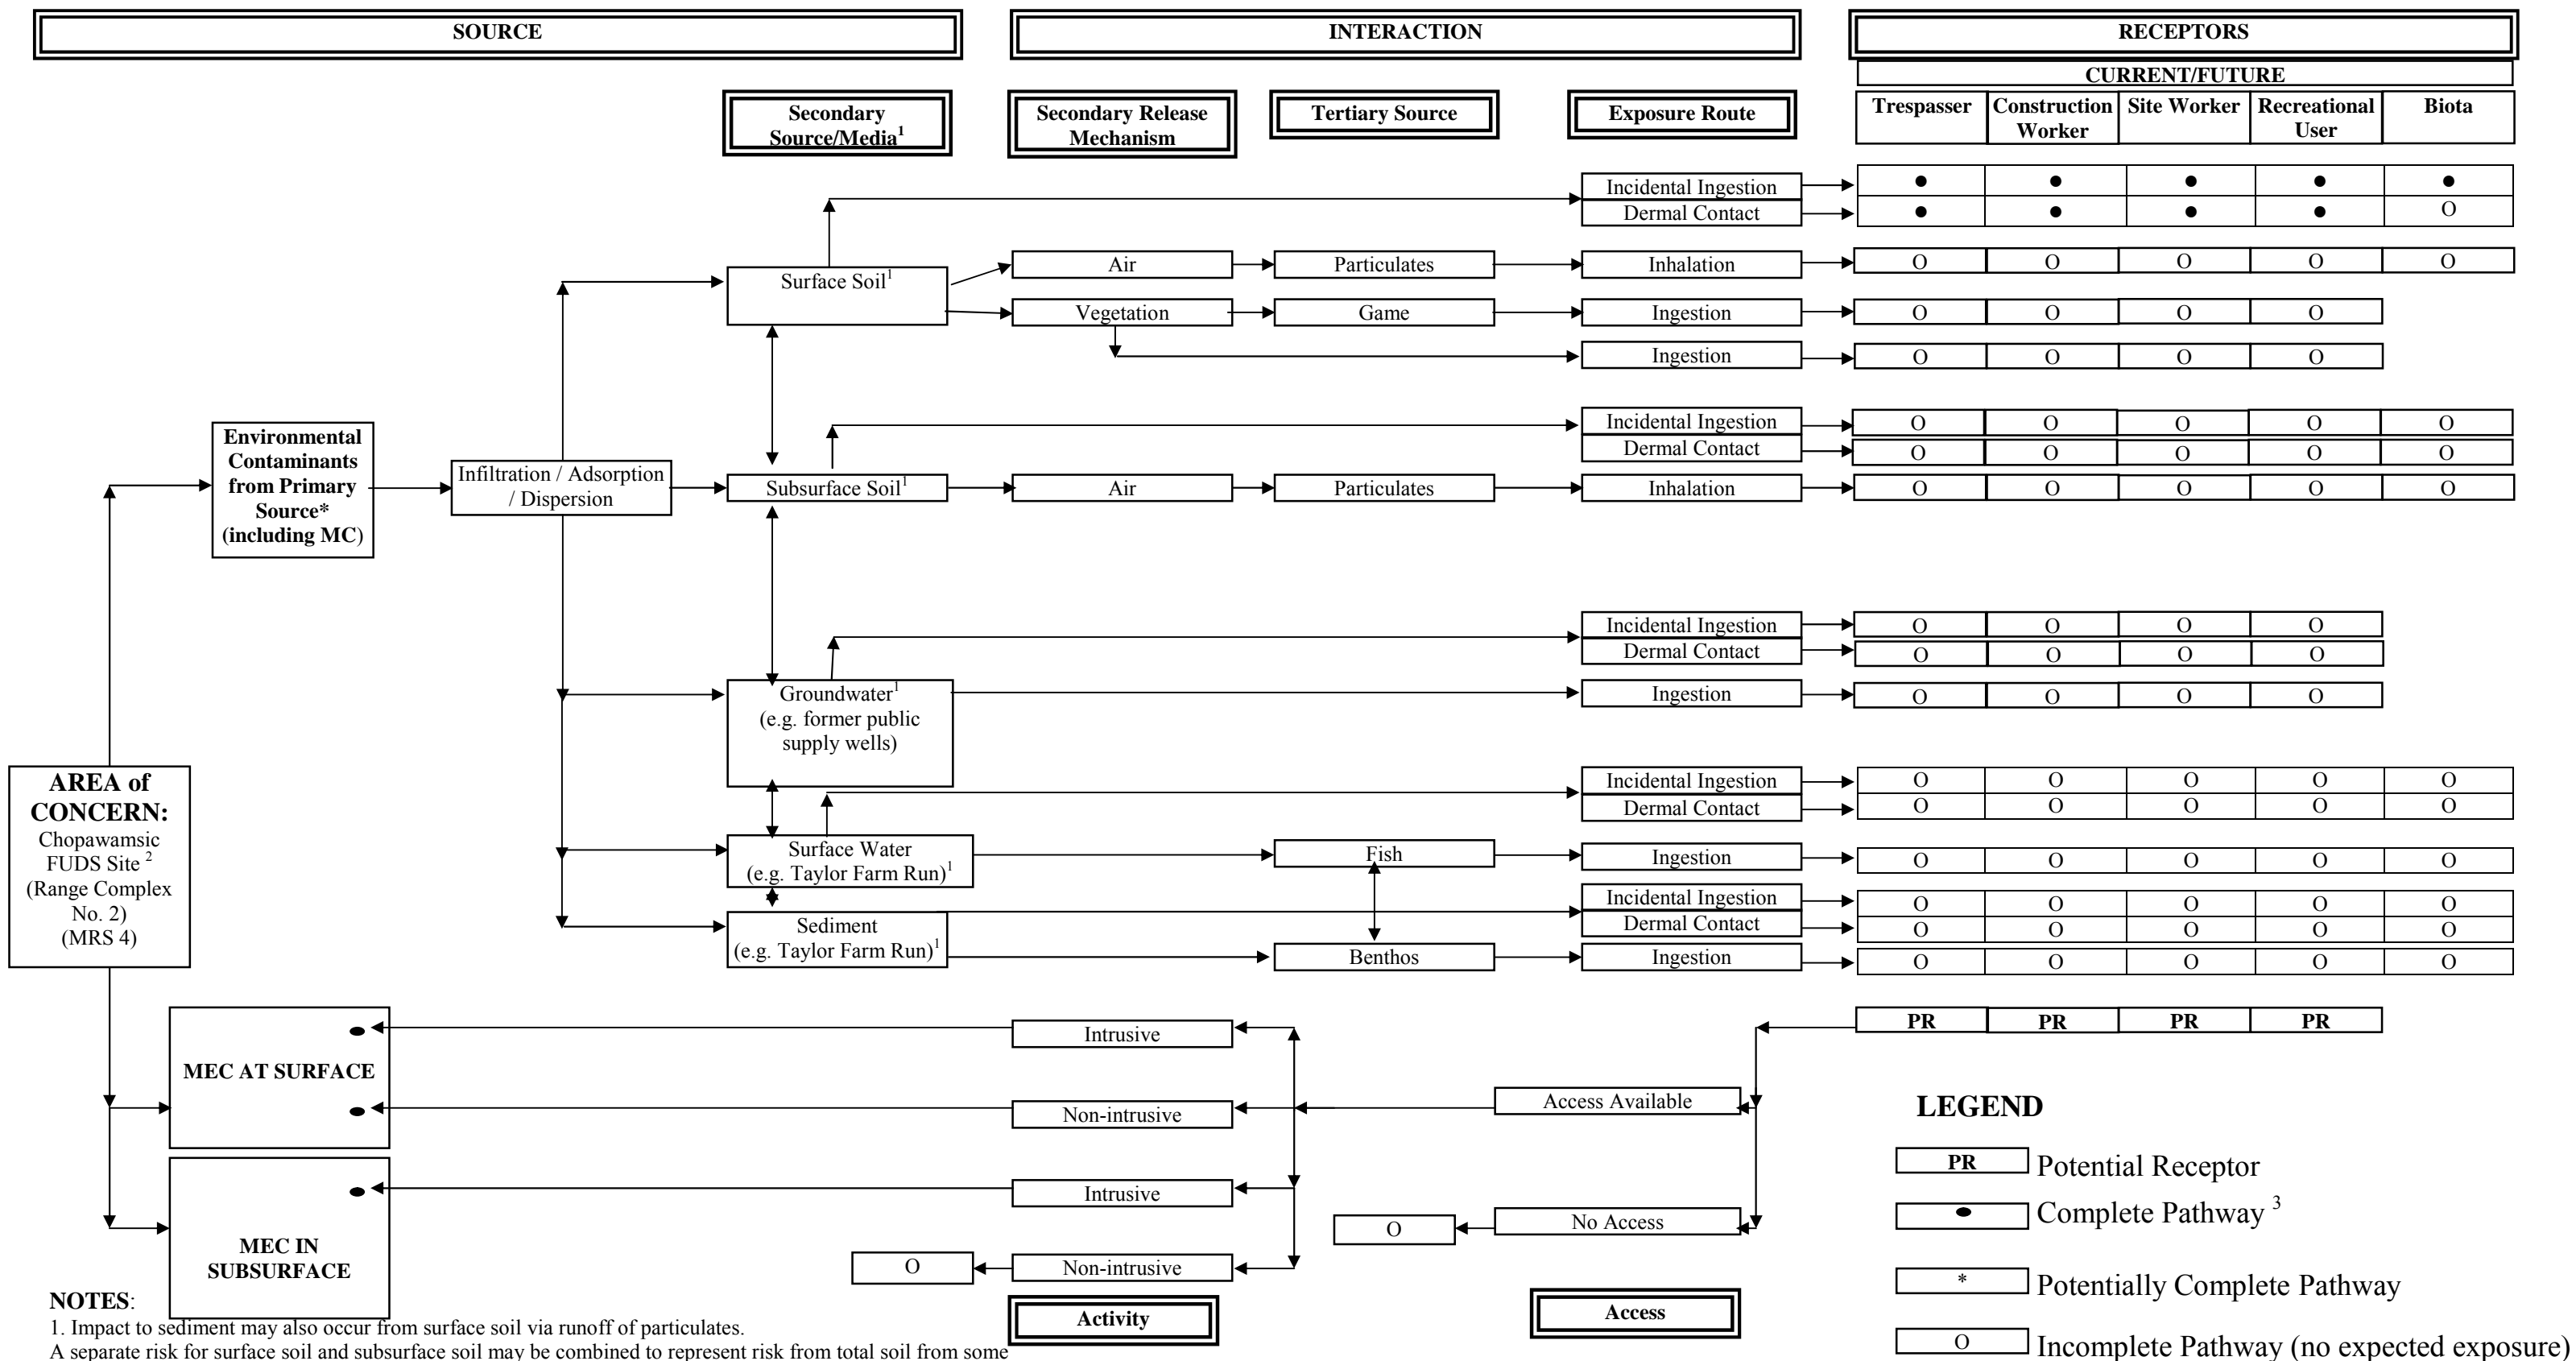 SOURCE
INTERACTION
RECEPTORS
CURRENT/FUTURE
Secondary
Source/Media¹
Secondary Release
Mechanism
Tertiary Source
Exposure Route
Trespasser
Construction
Worker
Site Worker
Recreational
User
Biota
Incidental Ingestion
● ● ● ● ●
Dermal Contact
● ● ● ● O
Surface Soil¹
Air
Particulates
Inhalation
O O O O O
Vegetation
Game
Ingestion
O O O O
Ingestion
O O O O
Environmental
Contaminants
from Primary
Source*
(including MC)
Infiltration / Adsorption
/ Dispersion
Incidental Ingestion
O O O O O
Dermal Contact
O O O O O
Subsurface Soil¹
Air
Particulates
Inhalation
O O O O O
Incidental Ingestion
O O O O
Dermal Contact
O O O O
Groundwater¹
(e.g. former public
supply wells)
Ingestion
O O O O
AREA of
CONCERN:
Chopawamsic
FUDS Site ²
(Range Complex
No. 2)
(MRS 4)
Incidental Ingestion
O O O O O
Dermal Contact
O O O O O
Surface Water
(e.g. Taylor Farm Run)¹
Fish
Ingestion
O O O O O
Incidental Ingestion
O O O O O
Dermal Contact
O O O O O
Sediment
(e.g. Taylor Farm Run)¹
Benthos
Ingestion
O O O O O
MEC AT SURFACE
Intrusive
PR PR PR PR
Non-intrusive
Access Available
MEC IN
SUBSURFACE
Intrusive
O
No Access
O
Non-intrusive
Activity
Access
LEGEND
PR Potential Receptor
● Complete Pathway ³
* Potentially Complete Pathway
O Incomplete Pathway (no expected exposure)
NOTES:
1. Impact to sediment may also occur from surface soil via runoff of particulates.
A separate risk for surface soil and subsurface soil may be combined to represent risk from total soil from some